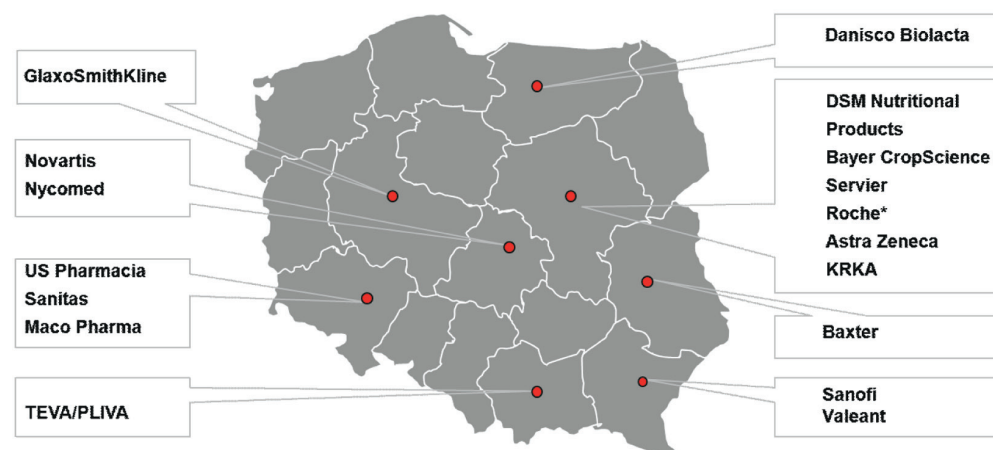 GlaxoSmithKline
Novartis
Nycomed
US Pharmacia
Sanitas
Maco Pharma
TEVA/PLIVA
Danisco Biolacta
DSM Nutritional
Products
Bayer CropScience
Servier
Roche*
Astra Zeneca
KRKA
Baxter
Sanofi
Valeant